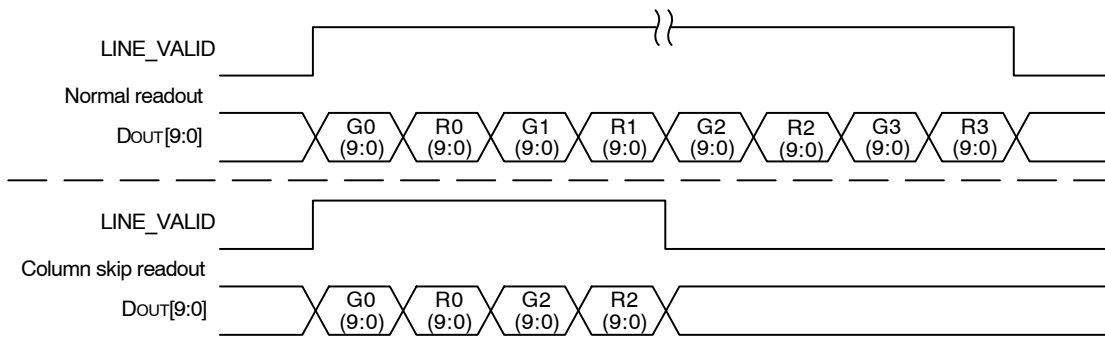 LINE_VALID
Normal readout
DOUT[9:0]
G0 (9:0) R0 (9:0) G1 (9:0) R1 (9:0) G2 (9:0) R2 (9:0) G3 (9:0) R3 (9:0)
LINE_VALID
Column skip readout
DOUT[9:0]
G0 (9:0) R0 (9:0) G2 (9:0) R2 (9:0)